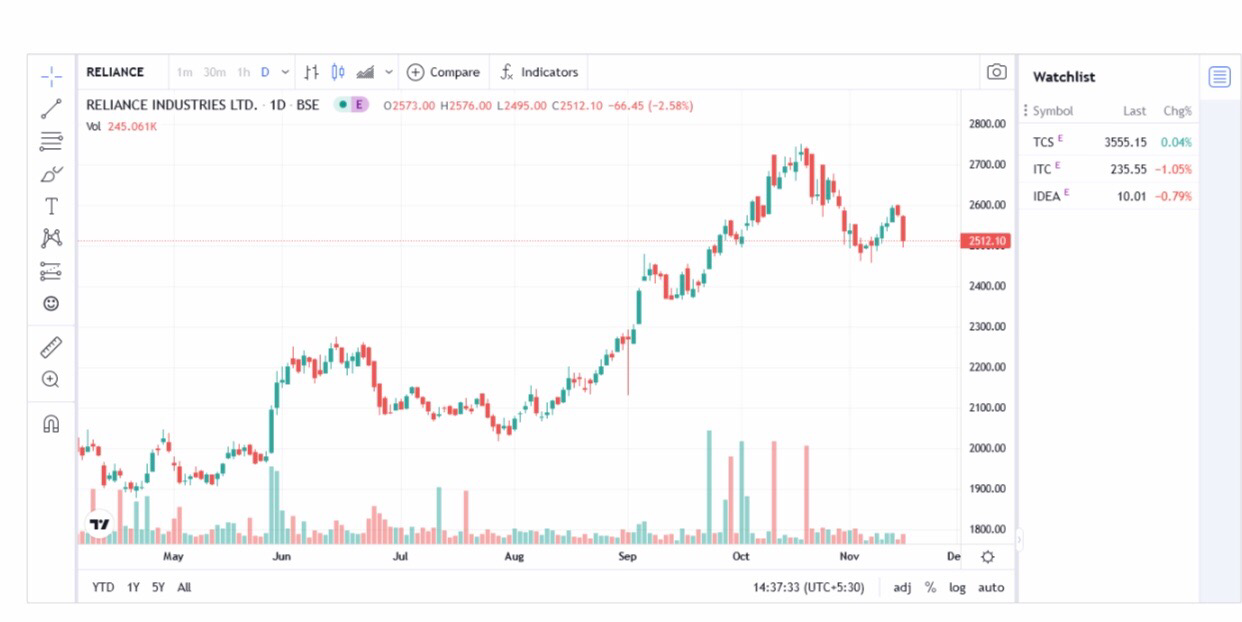 RELIANCE 1m 30m 1h D Compare Indicators
RELIANCE INDUSTRIES LTD. · 1D · BSE E O2573.00 H2576.00 L2495.00 C2512.10 −66.45 (−2.58%)
Vol 245.061K
2800.00
2700.00
2600.00
2512.10
2400.00
2300.00
2200.00
2100.00
2000.00
1900.00
1800.00
May Jun Jul Aug Sep Oct Nov De
YTD 1Y 5Y All 14:37:33 (UTC+5:30) adj % log auto
Watchlist
Symbol Last Chg%
TCS E 3555.15 0.04%
ITC E 235.55 −1.05%
IDEA E 10.01 −0.79%